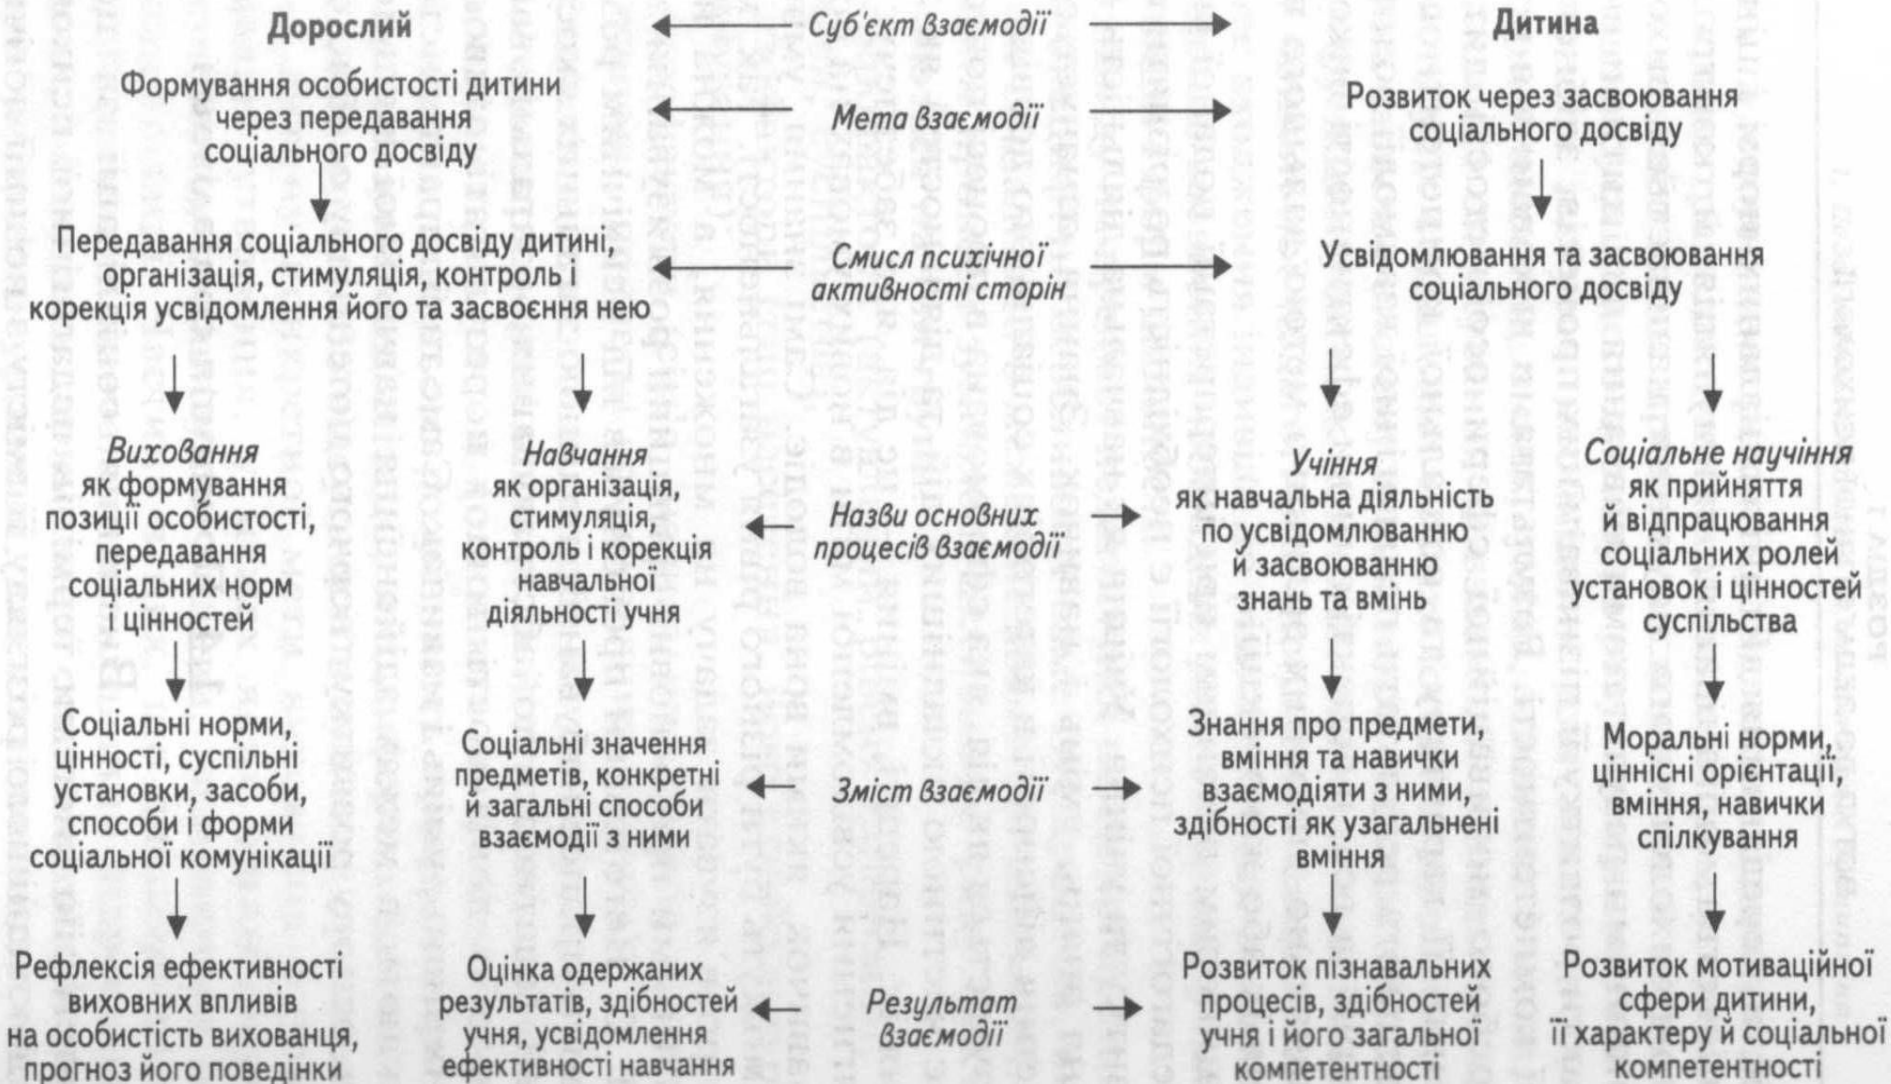 Дорослий
Суб'єкт взаємодії
Дитина
Формування особистості дитини
через передавання
соціального досвіду
Мета взаємодії
Розвиток через засвоювання
соціального досвіду
Передавання соціального досвіду дитині,
організація, стимуляція, контроль і
корекція усвідомлення його та засвоєння нею
Смисл психічної
активності сторін
Усвідомлювання та засвоювання
соціального досвіду
Виховання
як формування
позиції особистості,
передавання
соціальних норм
і цінностей
Навчання
як організація,
стимуляція,
контроль і корекція
навчальної
діяльності учня
Назви основних
процесів взаємодії
Учіння
як навчальна діяльність
по усвідомлюванню
й засвоюванню
знань та вмінь
Соціальне научіння
як прийняття
й відпрацювання
соціальних ролей
установок і цінностей
суспільства
Соціальні норми,
цінності, суспільні
установки, засоби,
способи і форми
соціальної комунікації
Соціальні значення
предметів, конкретні
й загальні способи
взаємодії з ними
Зміст взаємодії
Знання про предмети,
вміння та навички
взаємодіяти з ними,
здібності як узагальнені
вміння
Моральні норми,
ціннісні орієнтації,
вміння, навички
спілкування
Рефлексія ефективності
виховних впливів
на особистість вихованця,
прогноз його поведінки
Оцінка одержаних
результатів, здібностей
учня, усвідомлення
ефективності навчання
Результат
взаємодії
Розвиток пізнавальних
процесів, здібностей
учня і його загальної
компетентності
Розвиток мотиваційної
сфери дитини,
її характеру й соціальної
компетентності